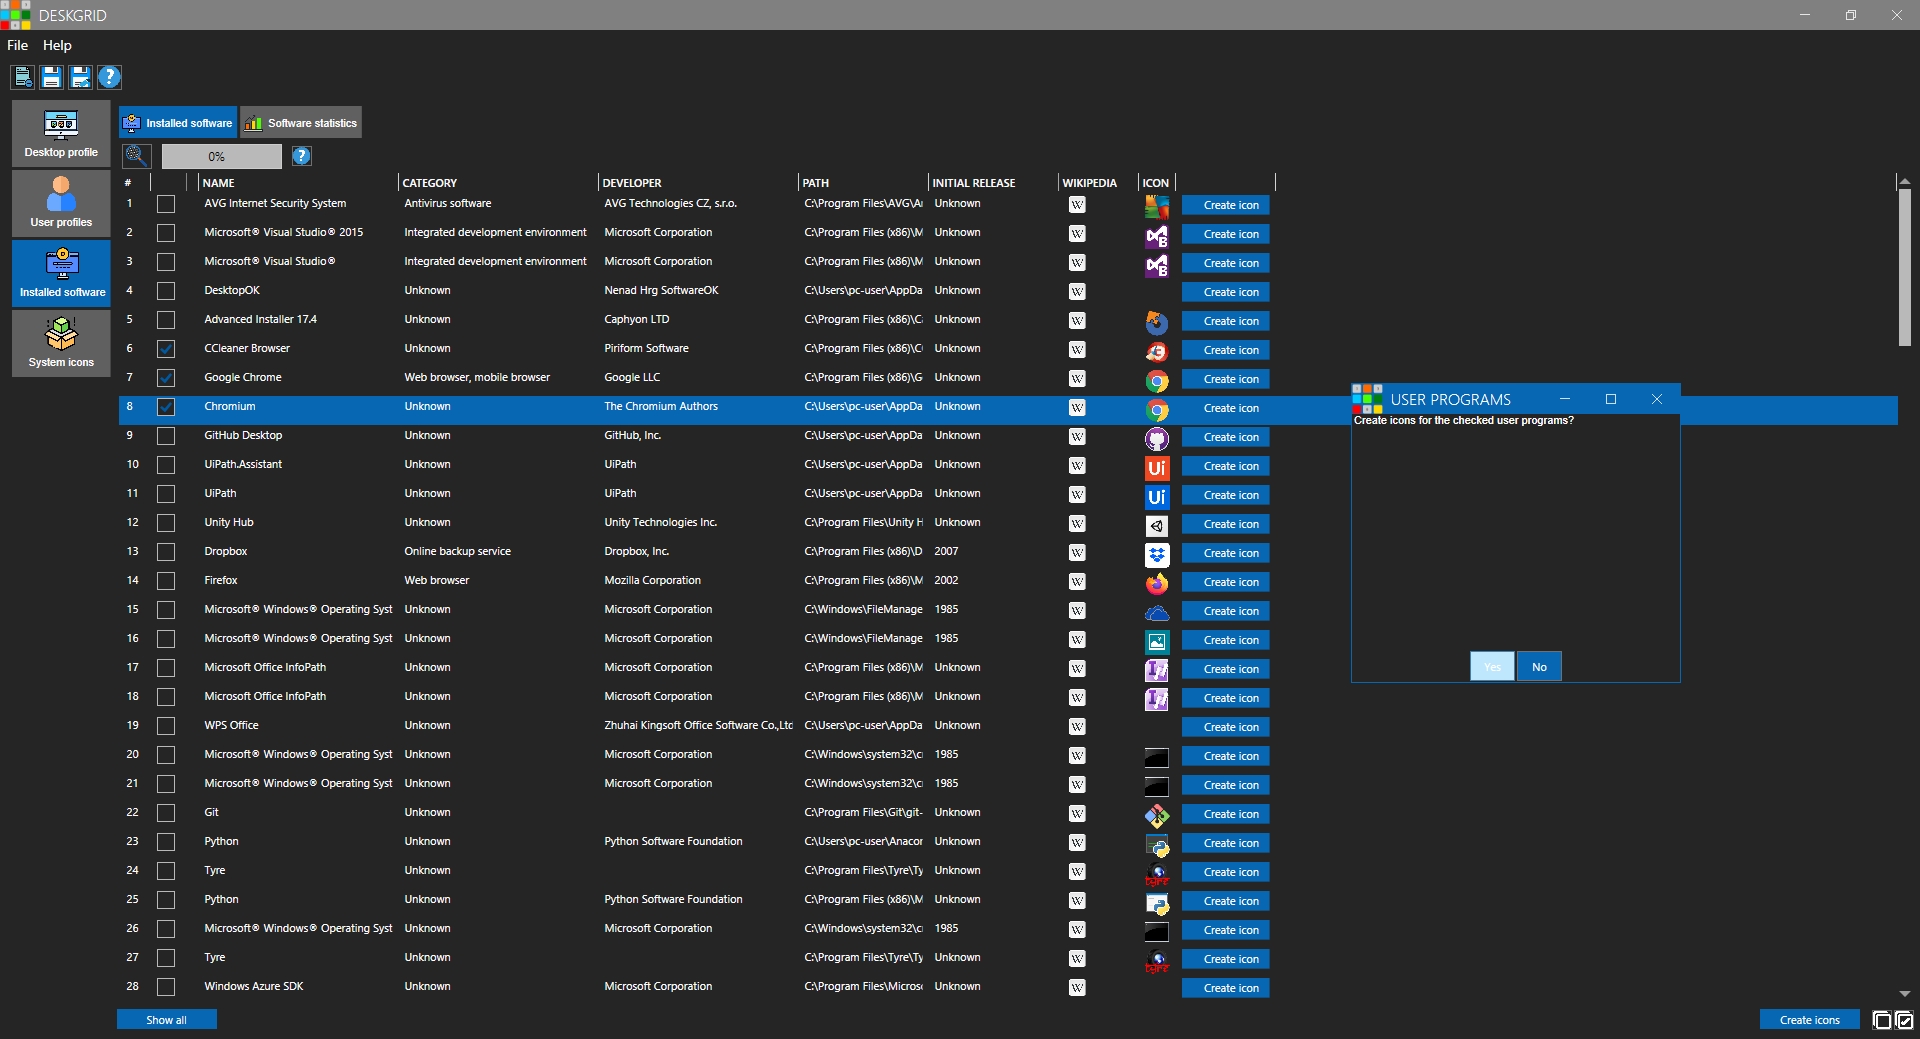 DESKGRID
File Help
Desktop profile
User profiles
Installed software
System icons
Installed software Software statistics
0%
# NAME CATEGORY DEVELOPER PATH INITIAL RELEASE WIKIPEDIA ICON
1 AVG Internet Security System Antivirus software AVG Technologies CZ, s.r.o. C:\Program Files\AVG\A Unknown W Create icon
2 Microsoft® Visual Studio® 2015 Integrated development environment Microsoft Corporation C:\Program Files (x86)\M Unknown W Create icon
3 Microsoft® Visual Studio® Integrated development environment Microsoft Corporation C:\Program Files (x86)\M Unknown W Create icon
4 DesktopOK Unknown Nenad Hrg SoftwareOK C:\Users\pc-user\AppDa Unknown W Create icon
5 Advanced Installer 17.4 Unknown Caphyon LTD C:\Program Files (x86)\C Unknown W Create icon
6 CCleaner Browser Unknown Piriform Software C:\Program Files (x86)\C Unknown W Create icon
7 Google Chrome Web browser, mobile browser Google LLC C:\Program Files (x86)\G Unknown W Create icon
8 Chromium Unknown The Chromium Authors C:\Users\pc-user\AppDa Unknown W Create icon
9 GitHub Desktop Unknown GitHub, Inc. C:\Users\pc-user\AppDa Unknown W Create icon
10 UiPath.Assistant Unknown UiPath C:\Users\pc-user\AppDa Unknown W Ui Create icon
11 UiPath Unknown UiPath C:\Users\pc-user\AppDa Unknown W Ui Create icon
12 Unity Hub Unknown Unity Technologies Inc. C:\Program Files\Unity H Unknown W Create icon
13 Dropbox Online backup service Dropbox, Inc. C:\Program Files (x86)\D 2007 W Create icon
14 Firefox Web browser Mozilla Corporation C:\Program Files (x86)\M 2002 W Create icon
15 Microsoft® Windows® Operating Syst Unknown Microsoft Corporation C:\Windows\FileManage 1985 W Create icon
16 Microsoft® Windows® Operating Syst Unknown Microsoft Corporation C:\Windows\FileManage 1985 W Create icon
17 Microsoft Office InfoPath Unknown Microsoft Corporation C:\Program Files (x86)\M Unknown W Create icon
18 Microsoft Office InfoPath Unknown Microsoft Corporation C:\Program Files (x86)\M Unknown W Create icon
19 WPS Office Unknown Zhuhai Kingsoft Office Software Co.,Ltd C:\Users\pc-user\AppDa Unknown W Create icon
20 Microsoft® Windows® Operating Syst Unknown Microsoft Corporation C:\Windows\system32\c 1985 W Create icon
21 Microsoft® Windows® Operating Syst Unknown Microsoft Corporation C:\Windows\system32\c 1985 W Create icon
22 Git Unknown C:\Program Files\Git\git- Unknown W Create icon
23 Python Unknown Python Software Foundation C:\Users\pc-user\Anacor Unknown W Create icon
24 Tyre Unknown C:\Program Files\Tyre\Ty Unknown W tyre Create icon
25 Python Unknown Python Software Foundation C:\Program Files (x86)\M Unknown W Create icon
26 Microsoft® Windows® Operating Syst Unknown Microsoft Corporation C:\Windows\system32\c 1985 W Create icon
27 Tyre Unknown C:\Program Files\Tyre\Ty Unknown W tyre Create icon
28 Windows Azure SDK Unknown Microsoft Corporation C:\Program Files\Micros Unknown W Create icon
USER PROGRAMS
Create icons for the checked user programs?
Yes No
Show all Create icons